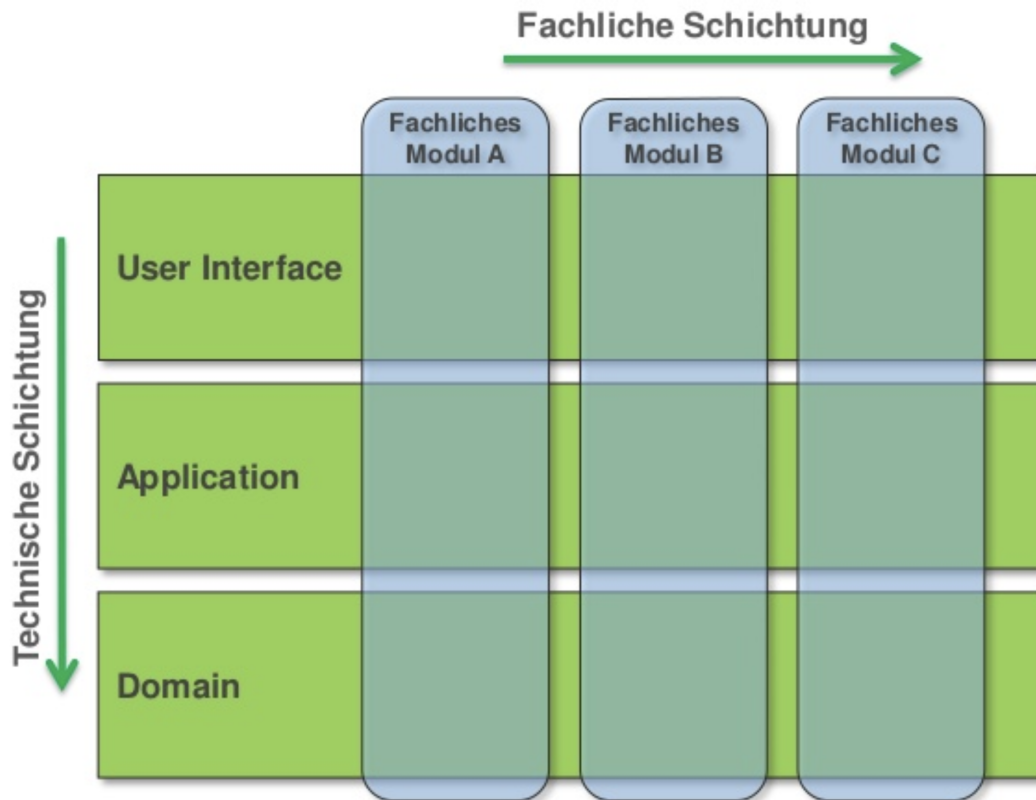 Fachliche Schichtung
Fachliches
Modul A
Fachliches
Modul B
Fachliches
Modul C
Technische Schichtung
User Interface
Application
Domain